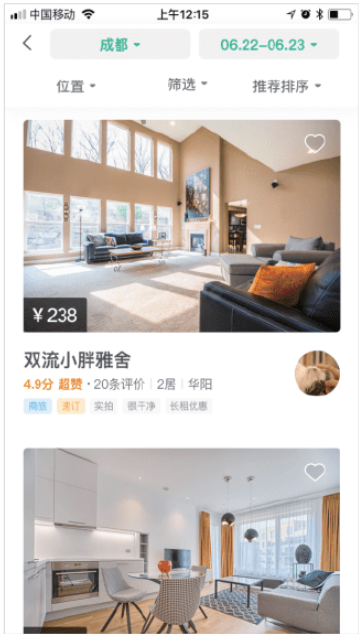 中国移动 上午12:15
成都 06.22-06.23
位置 筛选 推荐排序
¥238
双流小胖雅舍
4.9分 超赞·20条评价 | 2居 | 华阳
商旅 速订 实拍 很干净 长租优惠